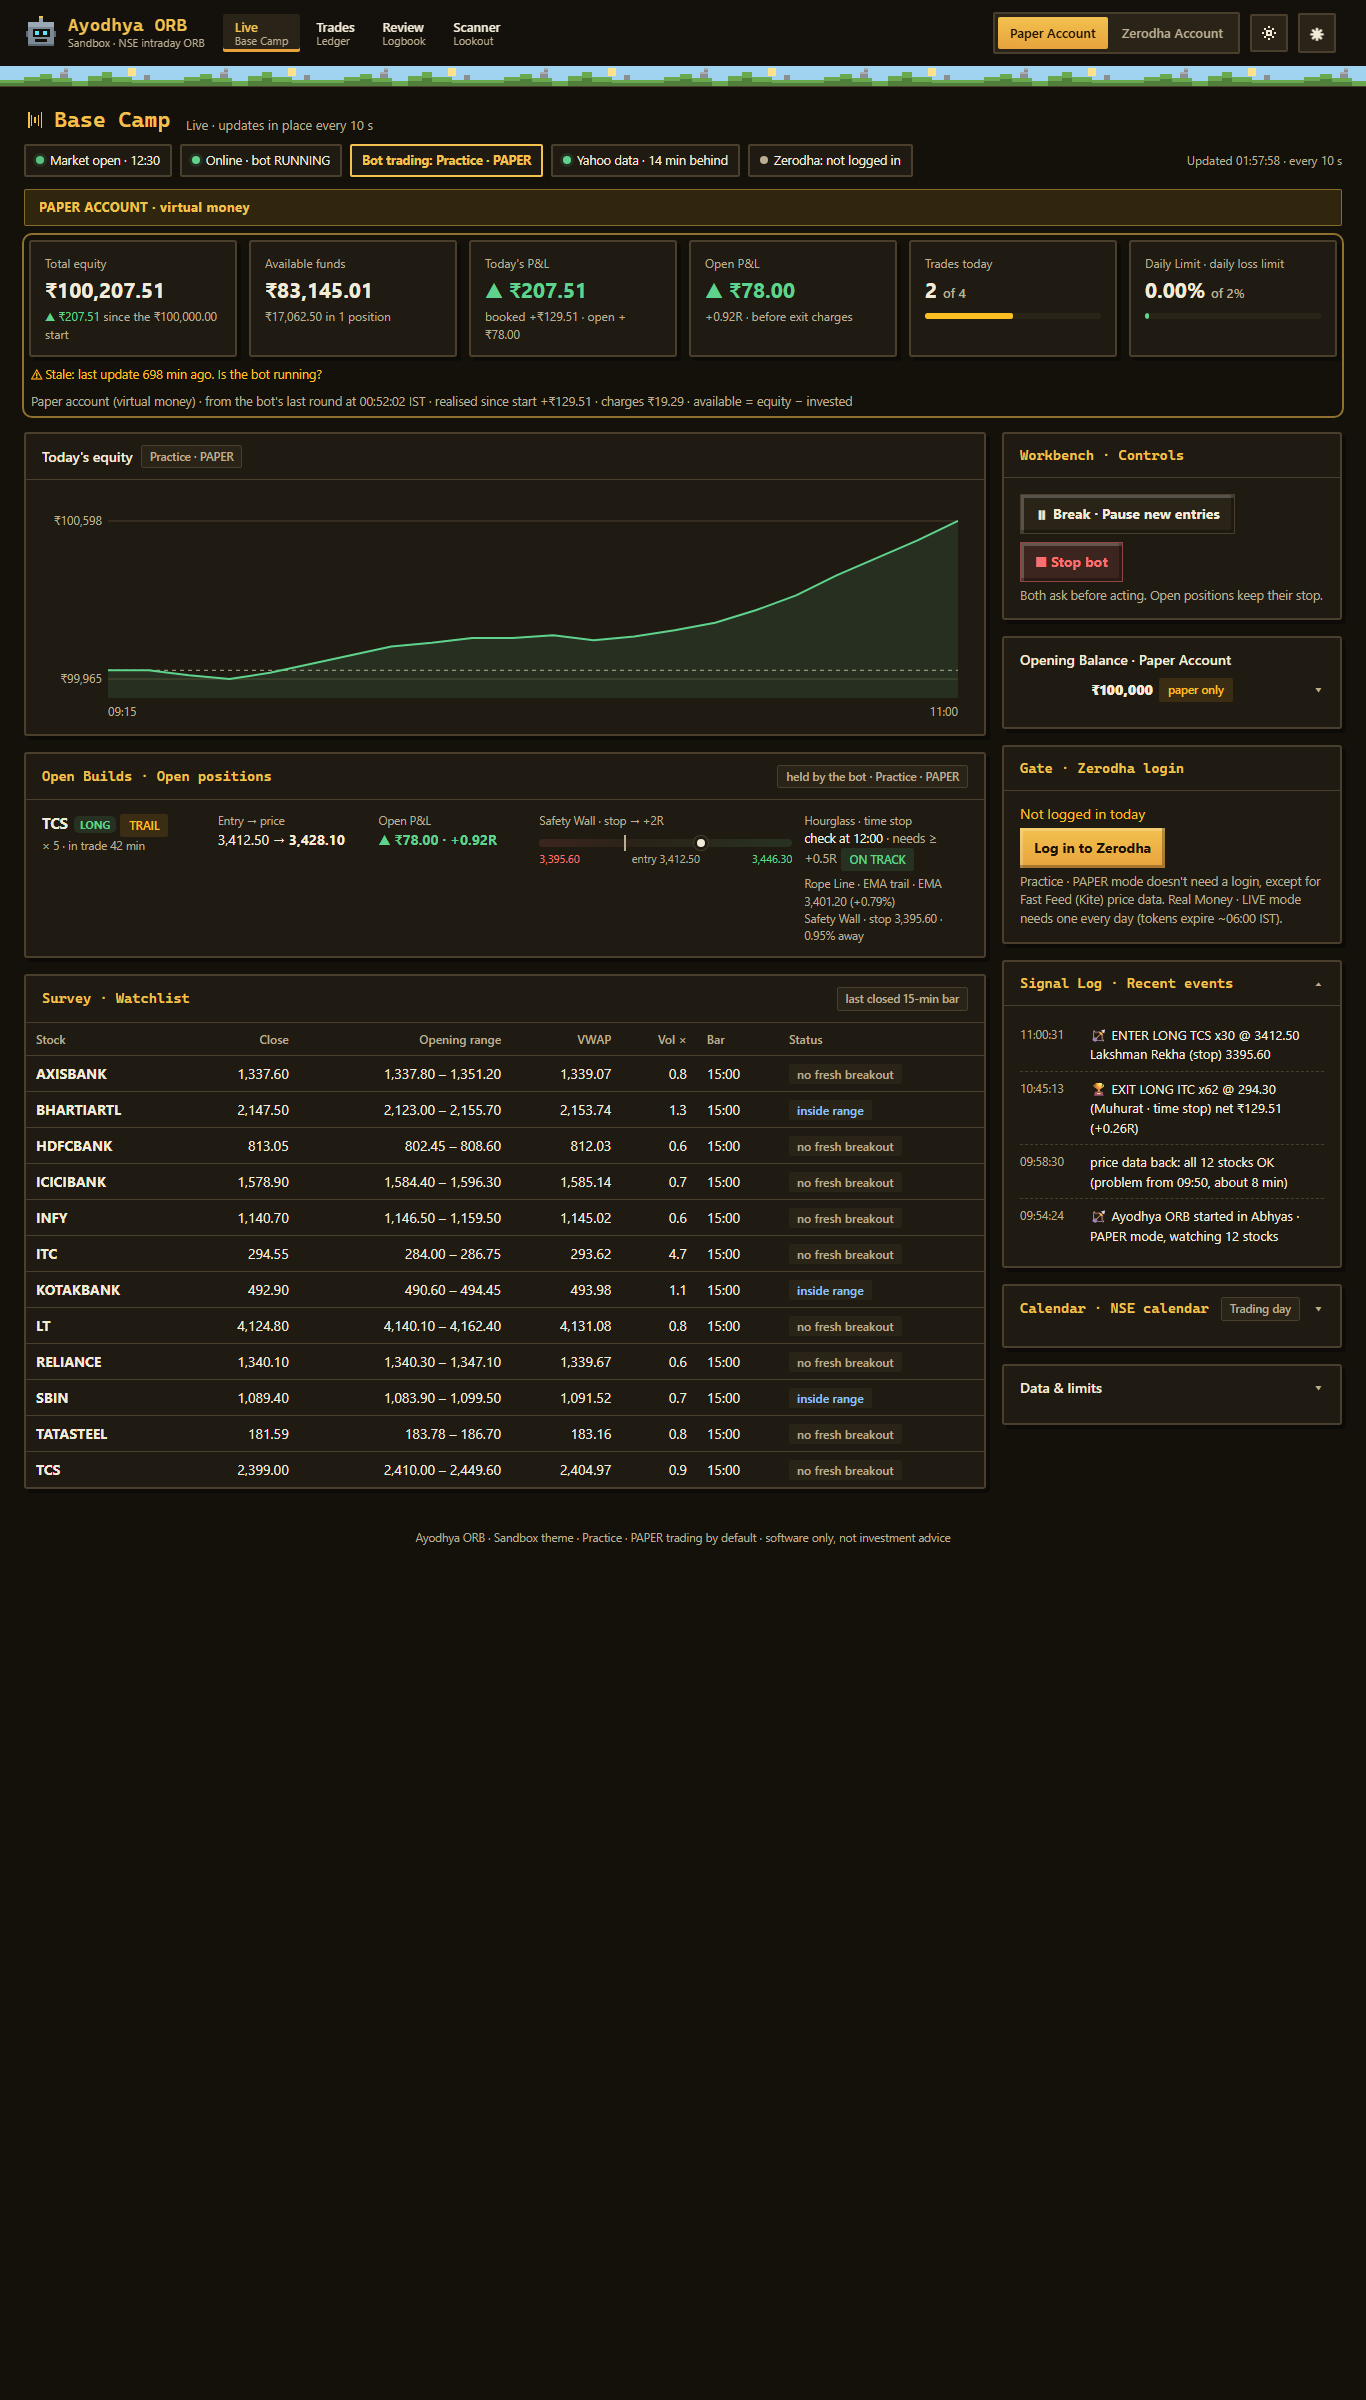 Ayodhya ORB
Sandbox · NSE intraday ORB
Live
Base Camp
Trades
Ledger
Review
Logbook
Scanner
Lookout
Paper Account
Zerodha Account
Base Camp
Live · updates in place every 10 s
Market open · 12:30
Online · bot RUNNING
Bot trading: Practice · PAPER
Yahoo data · 14 min behind
Zerodha: not logged in
Updated 01:57:58 · every 10 s
PAPER ACCOUNT · virtual money
Total equity
₹100,207.51
▲ ₹207.51 since the ₹100,000.00
start
Available funds
₹83,145.01
₹17,062.50 in 1 position
Today's P&L
▲ ₹207.51
booked +₹129.51 · open +
₹78.00
Open P&L
▲ ₹78.00
+0.92R · before exit charges
Trades today
2 of 4
Daily Limit · daily loss limit
0.00% of 2%
⚠ Stale: last update 698 min ago. Is the bot running?
Paper account (virtual money) · from the bot's last round at 00:52:02 IST · realised since start +₹129.51 · charges ₹19.29 · available = equity − invested
Today's equity
Practice · PAPER
₹100,598
₹99,965
09:15
11:00
Open Builds · Open positions
held by the bot · Practice · PAPER
TCS LONG TRAIL
× 5 · in trade 42 min
Entry → price
3,412.50 → 3,428.10
Open P&L
▲ ₹78.00 · +0.92R
Safety Wall · stop → +2R
3,395.60
entry 3,412.50
3,446.30
Hourglass · time stop
check at 12:00 · needs ≥
+0.5R ON TRACK
Rope Line · EMA trail · EMA
3,401.20 (+0.79%)
Safety Wall · stop 3,395.60 ·
0.95% away
Survey · Watchlist
last closed 15-min bar
Stock Close Opening range VWAP Vol × Bar Status
AXISBANK 1,337.60 1,337.80 – 1,351.20 1,339.07 0.8 15:00 no fresh breakout
BHARTIARTL 2,147.50 2,123.00 – 2,155.70 2,153.74 1.3 15:00 inside range
HDFCBANK 813.05 802.45 – 808.60 812.03 0.6 15:00 no fresh breakout
ICICIBANK 1,578.90 1,584.40 – 1,596.30 1,585.14 0.7 15:00 no fresh breakout
INFY 1,140.70 1,146.50 – 1,159.50 1,145.02 0.6 15:00 no fresh breakout
ITC 294.55 284.00 – 286.75 293.62 4.7 15:00 no fresh breakout
KOTAKBANK 492.90 490.60 – 494.45 493.98 1.1 15:00 inside range
LT 4,124.80 4,140.10 – 4,162.40 4,131.08 0.8 15:00 no fresh breakout
RELIANCE 1,340.10 1,340.30 – 1,347.10 1,339.67 0.6 15:00 no fresh breakout
SBIN 1,089.40 1,083.90 – 1,099.50 1,091.52 0.7 15:00 inside range
TATASTEEL 181.59 183.78 – 186.70 183.16 0.8 15:00 no fresh breakout
TCS 2,399.00 2,410.00 – 2,449.60 2,404.97 0.9 15:00 no fresh breakout
Workbench · Controls
Break · Pause new entries
Stop bot
Both ask before acting. Open positions keep their stop.
Opening Balance · Paper Account
₹100,000 paper only
Gate · Zerodha login
Not logged in today
Log in to Zerodha
Practice · PAPER mode doesn't need a login, except for
Fast Feed (Kite) price data. Real Money · LIVE mode
needs one every day (tokens expire ~06:00 IST).
Signal Log · Recent events
11:00:31 🏹 ENTER LONG TCS x30 @ 3412.50
Lakshman Rekha (stop) 3395.60
10:45:13 🏆 EXIT LONG ITC x62 @ 294.30
(Muhurat · time stop) net ₹129.51
(+0.26R)
09:58:30 price data back: all 12 stocks OK
(problem from 09:50, about 8 min)
09:54:24 🏹 Ayodhya ORB started in Abhyas ·
PAPER mode, watching 12 stocks
Calendar · NSE calendar
Trading day
Data & limits
Ayodhya ORB · Sandbox theme · Practice · PAPER trading by default · software only, not investment advice